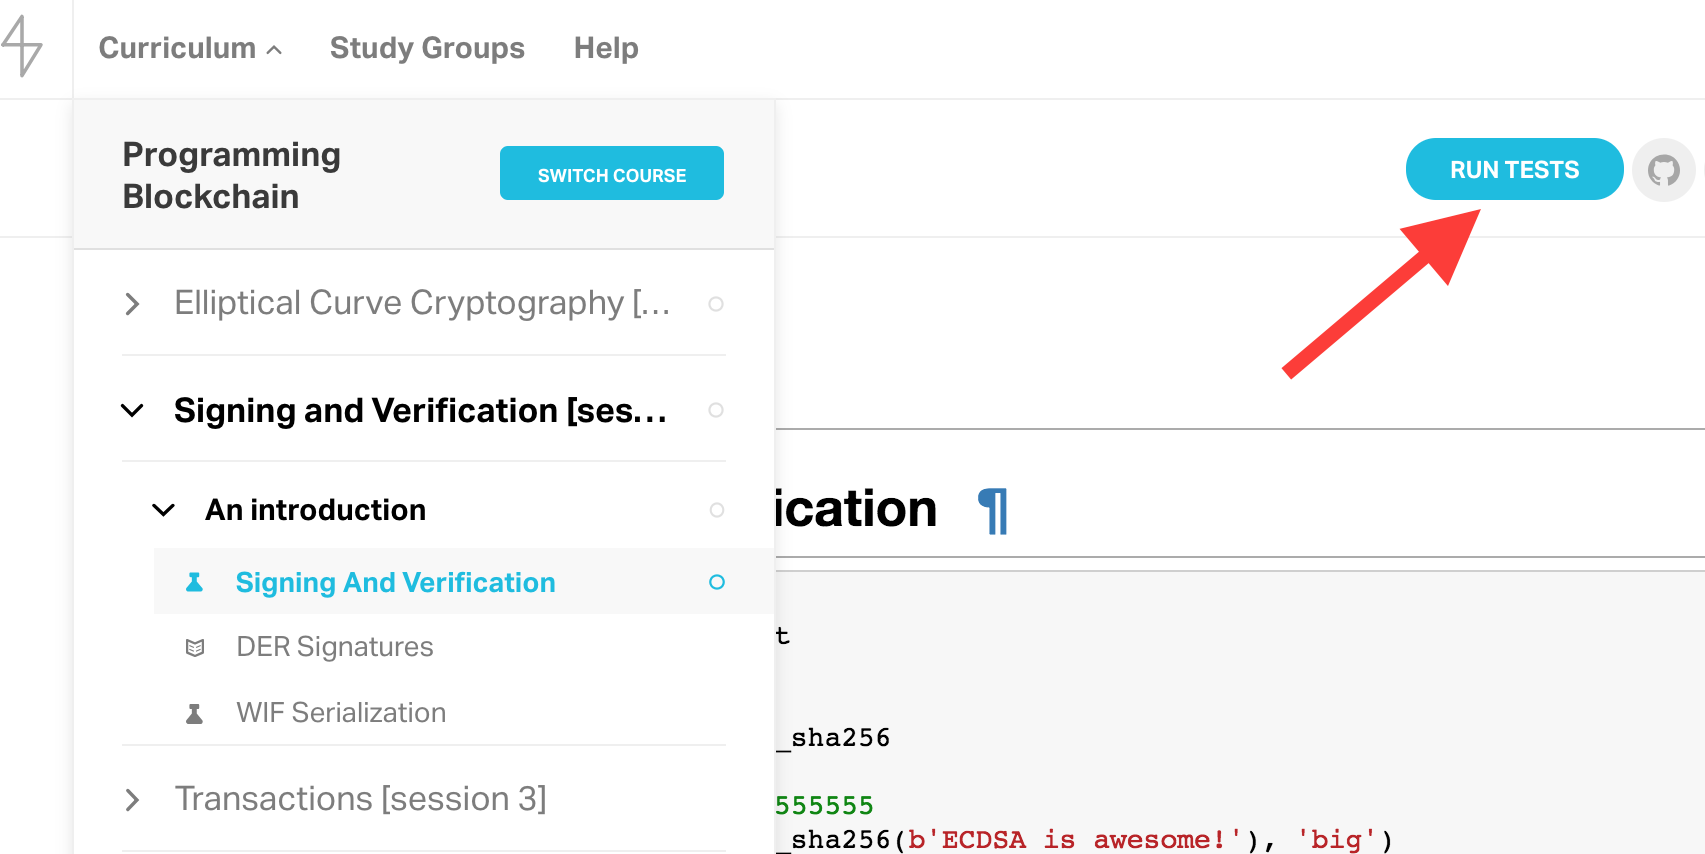 Curriculum Study Groups Help
Programming
Blockchain
SWITCH COURSE
RUN TESTS
Elliptical Curve Cryptography [...
Signing and Verification [ses...
An introduction
ication ¶
Signing And Verification
DER Signatures
t
WIF Serialization
_sha256
Transactions [session 3]
555555
_sha256(b'ECDSA is awesome!'), 'big')